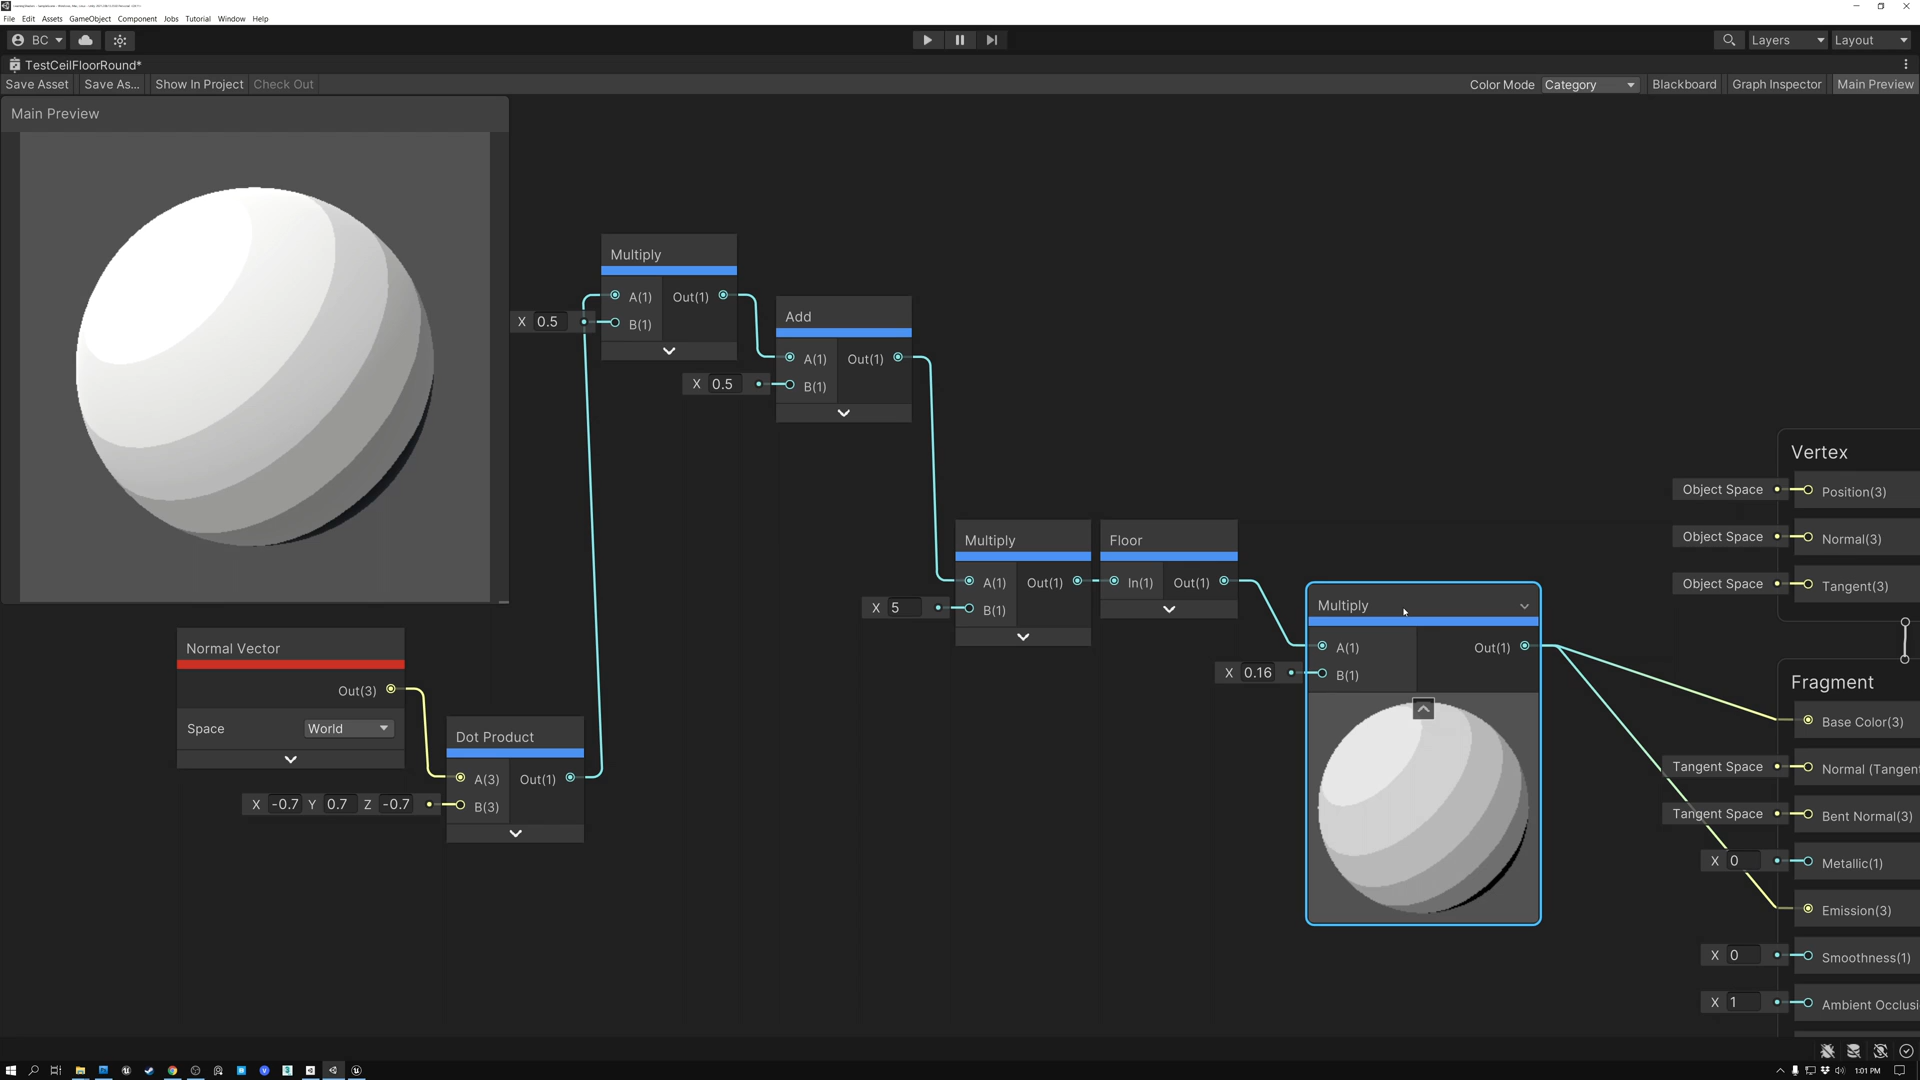 File Edit Assets GameObject Component Jobs Tutorial Window Help
BC
Layers
Layout
TestCeilFloorRound*
Save Asset Save As... Show In Project Check Out
Color Mode Category Blackboard Graph Inspector Main Preview
Main Preview
Multiply
A(1) Out(1)
X 0.5
B(1)
Add
A(1) Out(1)
X 0.5
B(1)
Vertex
Object Space Position(3)
Object Space Normal(3)
Object Space Tangent(3)
Multiply
A(1) Out(1)
X 5
B(1)
Floor
In(1) Out(1)
Multiply
A(1) Out(1)
X 0.16
B(1)
Normal Vector
Out(3)
Space World
Dot Product
A(3) Out(1)
X -0.7 Y 0.7 Z -0.7
B(3)
Fragment
Base Color(3)
Tangent Space Normal (Tangent
Tangent Space Bent Normal(3)
X 0 Metallic(1)
Emission(3)
X 0 Smoothness(1)
X 1 Ambient Occlusi
1:01 PM